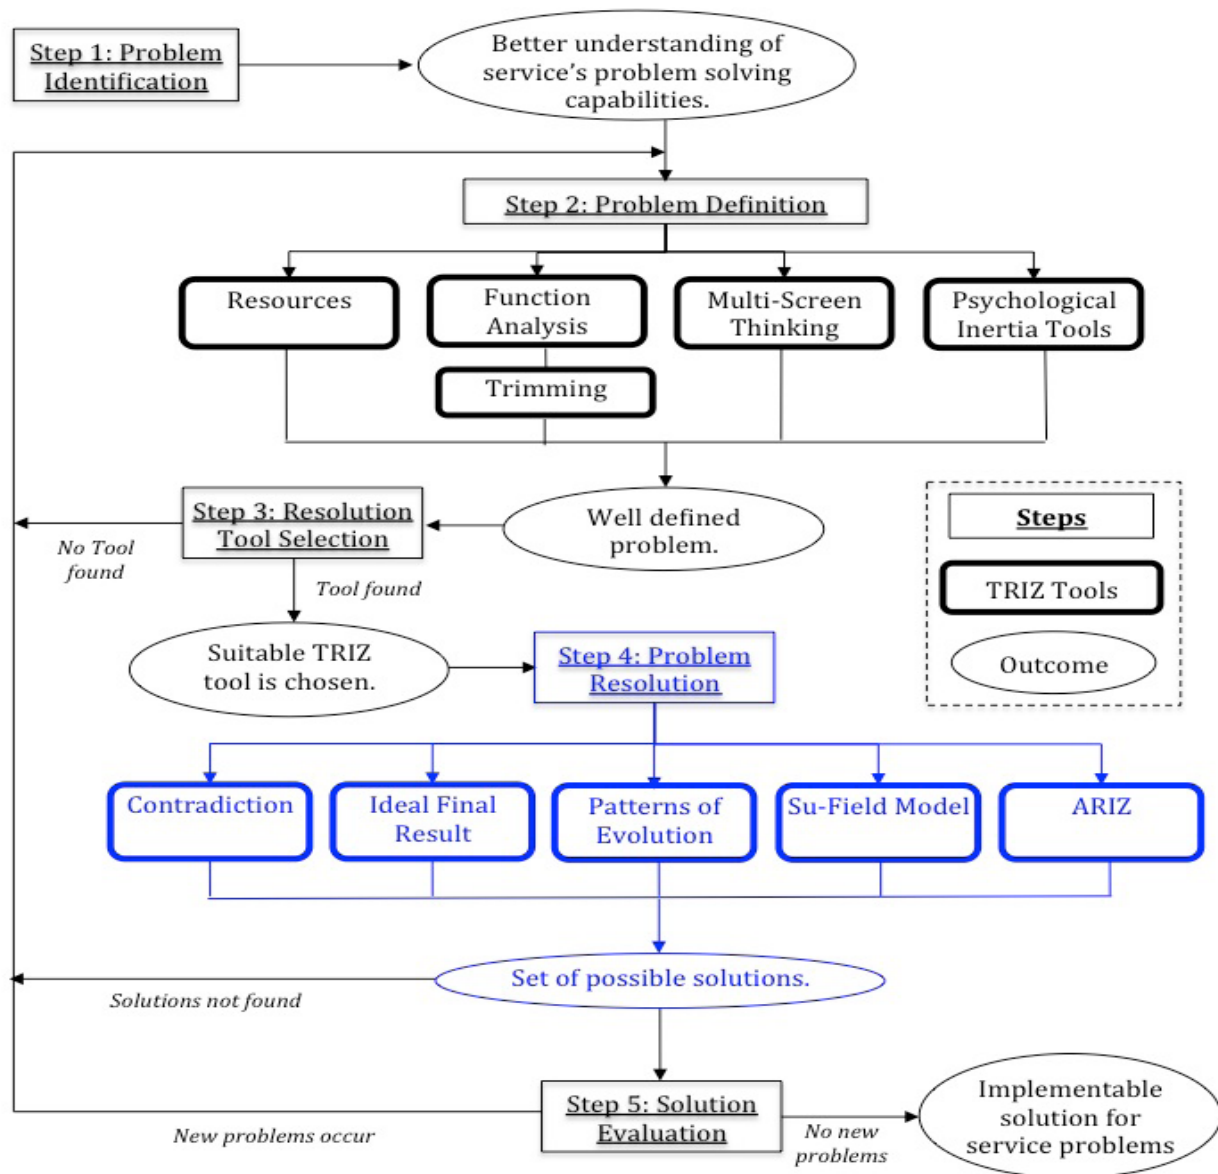 Step 1: Problem
Identification
Better understanding of
service’s problem solving
capabilities.
Step 2: Problem Definition
Resources
Function
Analysis
Multi-Screen
Thinking
Psychological
Inertia Tools
Trimming
Step 3: Resolution
Tool Selection
Well defined
problem.
No Tool
found
Tool found
Steps
TRIZ Tools
Outcome
Suitable TRIZ
tool is chosen.
Step 4: Problem
Resolution
Contradiction
Ideal Final
Result
Patterns of
Evolution
Su-Field Model
ARIZ
Set of possible solutions.
Solutions not found
Step 5: Solution
Evaluation
New problems occur
No new
problems
Implementable
solution for
service problems